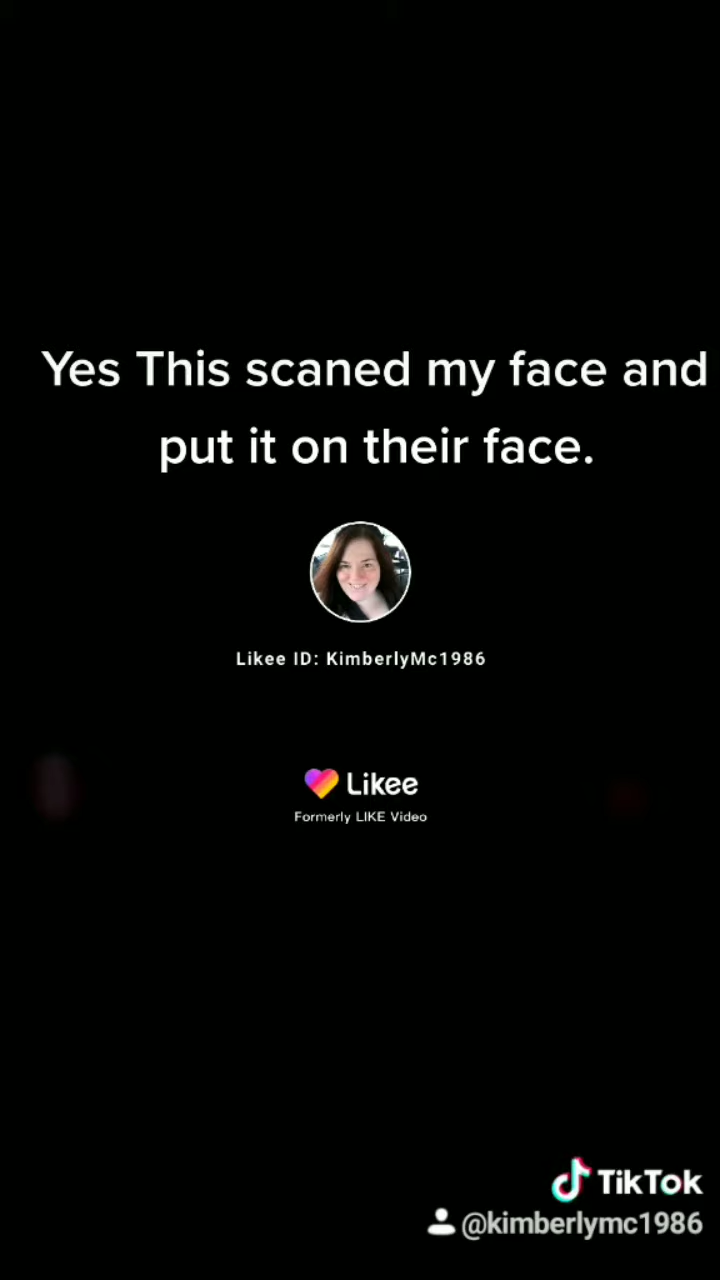 Yes This scaned my face and
put it on their face.
Likee ID: KimberlyMc1986
Likee
Formerly LIKE Video
TikTok
@kimberlymc1986